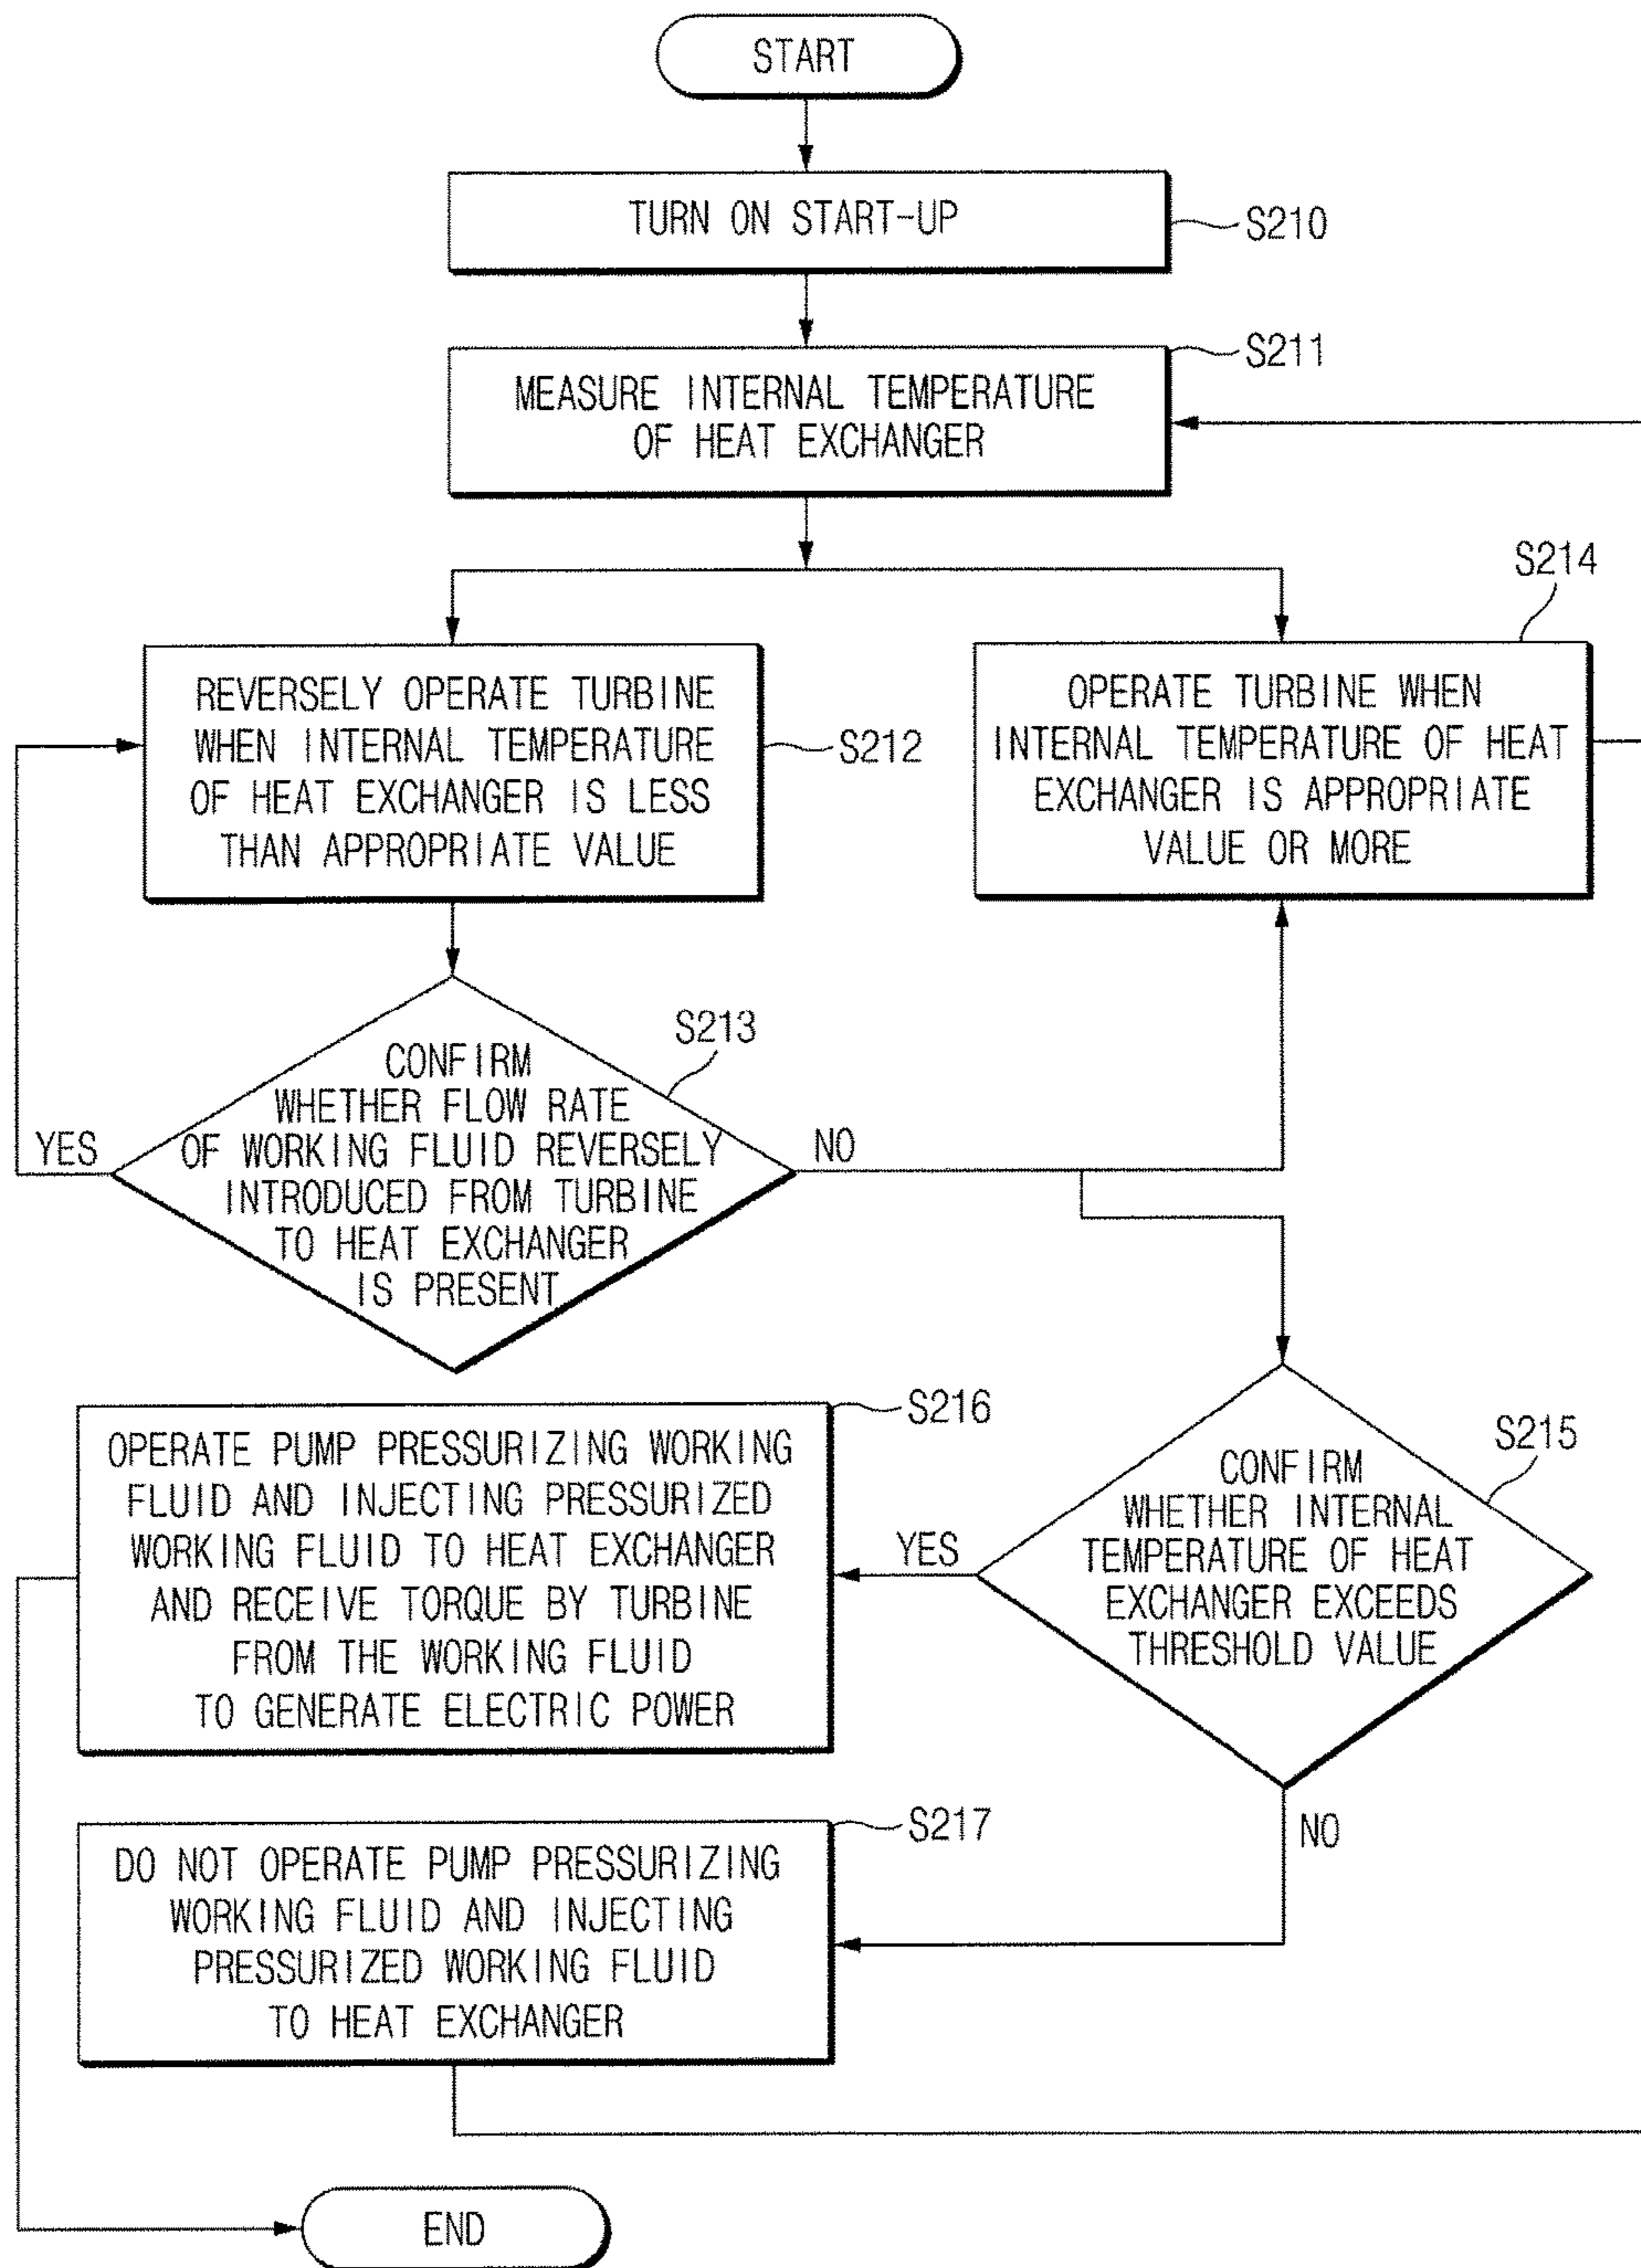 START
TURN ON START-UP
S210
S211
MEASURE INTERNAL TEMPERATURE
OF HEAT EXCHANGER
S214
REVERSELY OPERATE TURBINE
WHEN INTERNAL TEMPERATURE
OF HEAT EXCHANGER IS LESS
THAN APPROPRIATE VALUE
S212
OPERATE TURBINE WHEN
INTERNAL TEMPERATURE OF HEAT
EXCHANGER IS APPROPRIATE
VALUE OR MORE
S213
CONFIRM
WHETHER FLOW RATE
OF WORKING FLUID REVERSELY
INTRODUCED FROM TURBINE
TO HEAT EXCHANGER
IS PRESENT
YES
NO
S216
OPERATE PUMP PRESSURIZING WORKING
FLUID AND INJECTING PRESSURIZED
WORKING FLUID TO HEAT EXCHANGER
AND RECEIVE TORQUE BY TURBINE
FROM THE WORKING FLUID
TO GENERATE ELECTRIC POWER
S215
CONFIRM
WHETHER INTERNAL
TEMPERATURE OF HEAT
EXCHANGER EXCEEDS
THRESHOLD VALUE
YES
NO
S217
DO NOT OPERATE PUMP PRESSURIZING
WORKING FLUID AND INJECTING
PRESSURIZED WORKING FLUID
TO HEAT EXCHANGER
END